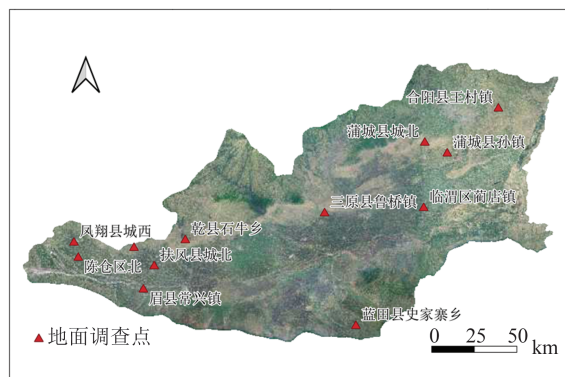 合阳县王村镇
蒲城县城北
蒲城县孙镇
三原县鲁桥镇
临渭区蔺店镇
凤翔县城西
乾县石牛乡
陈仓区北
扶风县城北
眉县常兴镇
蓝田县史家寨乡
地面调查点
0 25 50
km